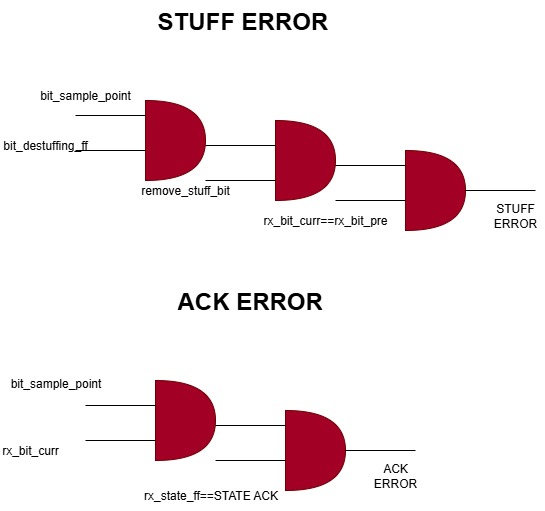 STUFF ERROR
bit_sample_point
bit_destuffing_ff
remove_stuff_bit
rx_bit_curr==rx_bit_pre
STUFF
ERROR
ACK ERROR
bit_sample_point
rx_bit_curr
rx_state_ff==STATE ACK
ACK
ERROR